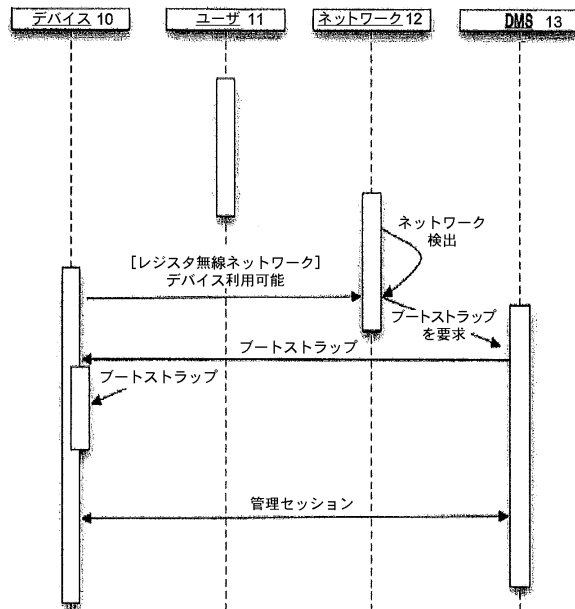 デバイス 10
ユーザ 11
ネットワーク 12
DMS 13
ネットワーク
検出
[レジスタ無線ネットワーク]
デバイス利用可能
ブートストラップ
を要求
ブートストラップ
ブートストラップ
管理セッション